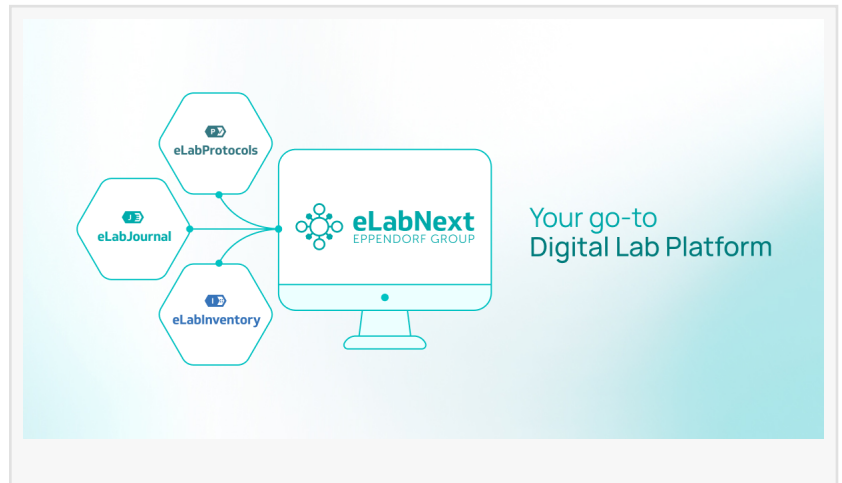 P
eLabProtocols
J
eLabJournal
I
eLabInventory
eLabNext
EPPENDORF GROUP
Your go-to
Digital Lab Platform